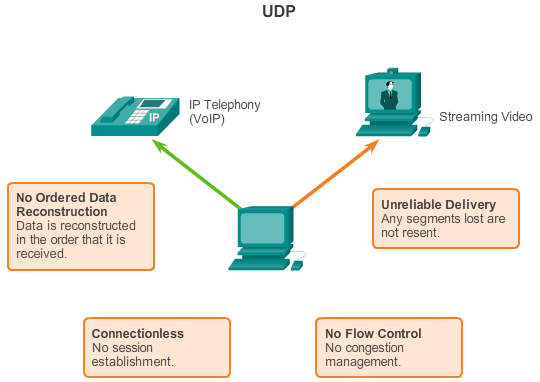 UDP
IP Telephony
(VoIP)
IP
Streaming Video
No Ordered Data
Reconstruction
Data is reconstructed
in the order that it is
received.
Unreliable Delivery
Any segments lost are
not resent.
Connectionless
No session
establishment.
No Flow Control
No congestion
management.